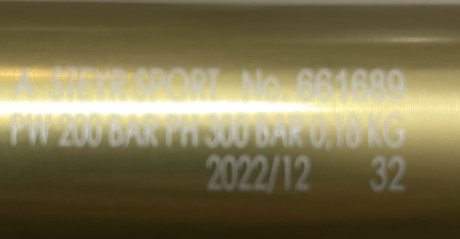 A STEYR SPORT No. 661689
PW 200 BAR PH 300 BAR 0,18 KG
2022/12 32